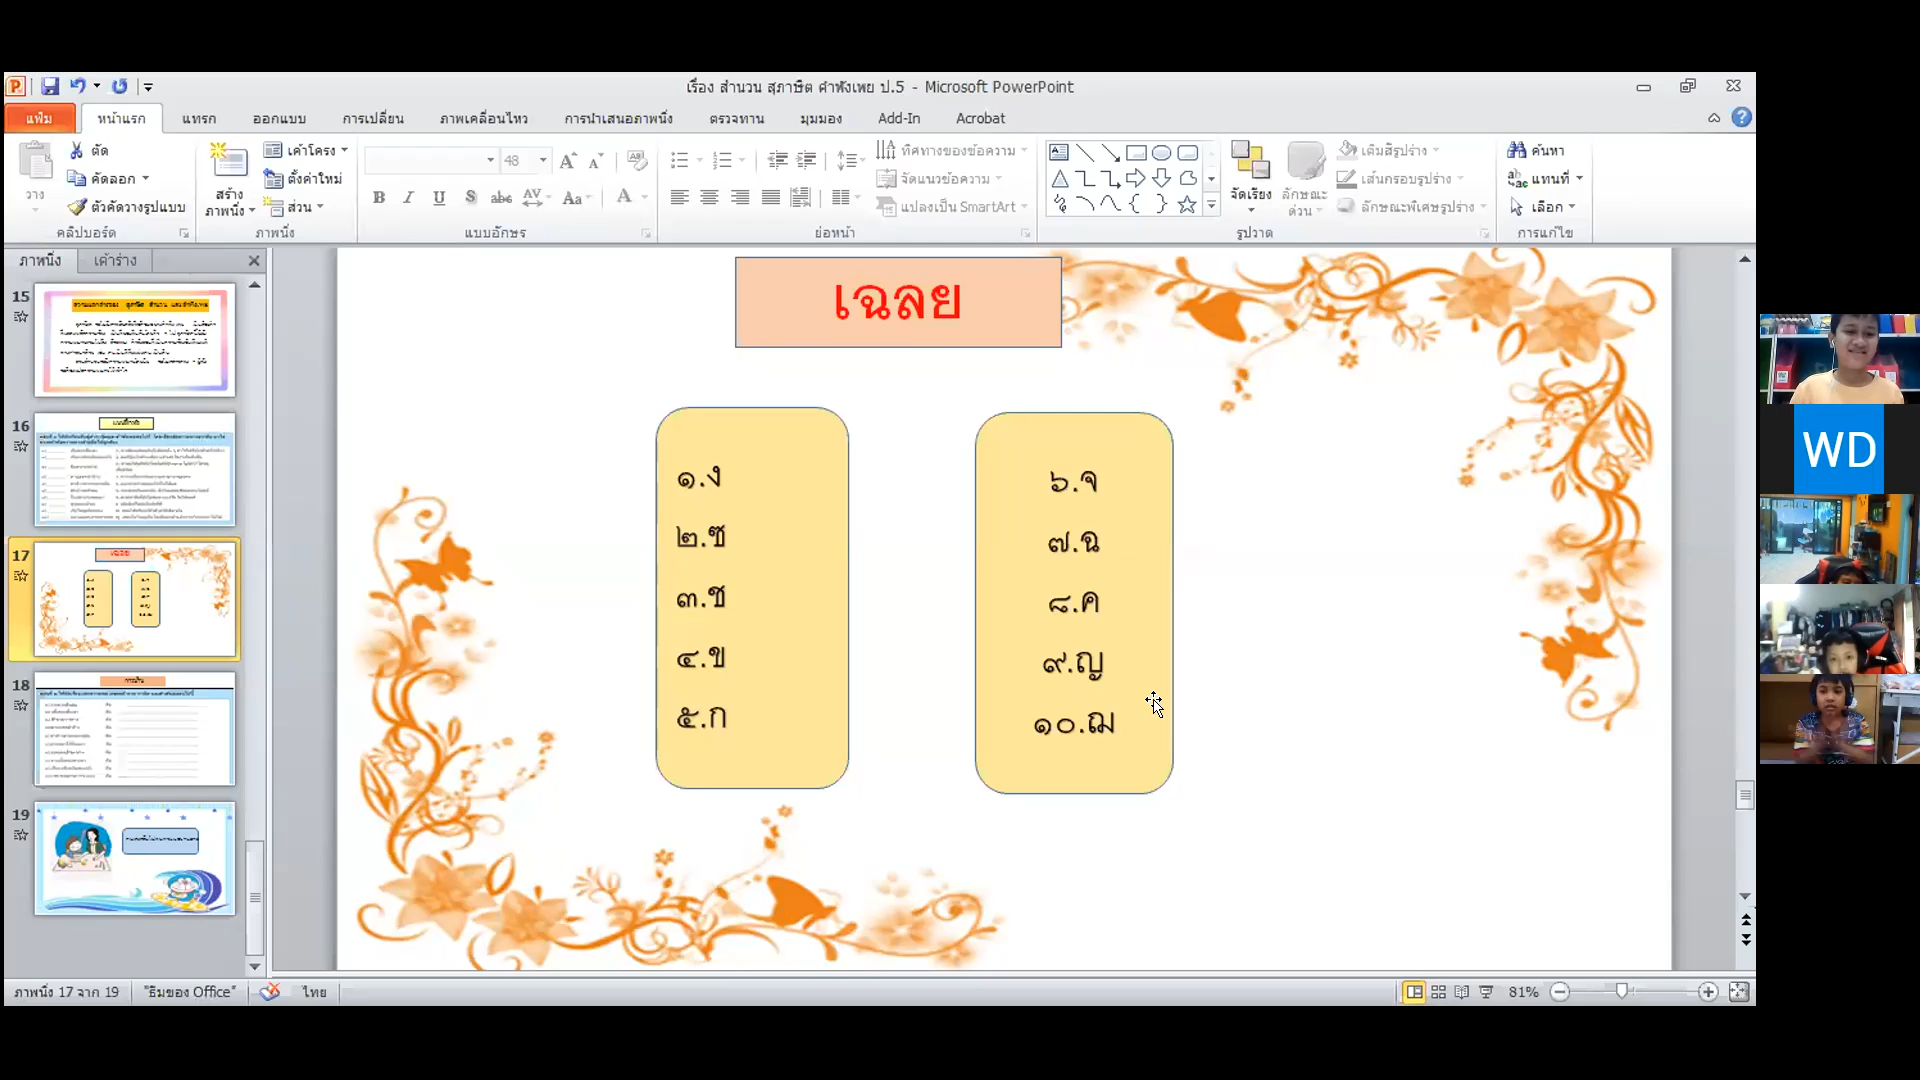 เรื่อง สำนวน สุภาษิต คำพังเพย ป.5 - Microsoft PowerPoint
แฟ้ม หน้าแรก แทรก ออกแบบ การเปลี่ยน ภาพเคลื่อนไหว การนำเสนอภาพนิ่ง ตรวจทาน มุมมอง Add-In Acrobat
วาง
ตัด
คัดลอก
ตัวคัดวางรูปแบบ
คลิปบอร์ด
สร้าง
ภาพนิ่ง
เค้าโครง
ตั้งค่าใหม่
ส่วน
ภาพนิ่ง
48
แบบอักษร
ทิศทางของข้อความ
จัดแนวข้อความ
แปลงเป็น SmartArt
ย่อหน้า
จัดเรียง
ลักษณะ
ด่วน
เติมสีรูปร่าง
เส้นกรอบรูปร่าง
ลักษณะพิเศษรูปร่าง
รูปวาด
ค้นหา
แทนที่
เลือก
การแก้ไข
ภาพนิ่ง เค้าร่าง
15
16
17
18
19
เฉลย
๑.ง
๒.ซ
๓.ช
๔.ข
๕.ก
๖.จ
๗.ฉ
๘.ค
๙.ญ
๑๐.ฌ
WD
ภาพนิ่ง 17 จาก 19 "ธีมของ Office" ไทย 81%